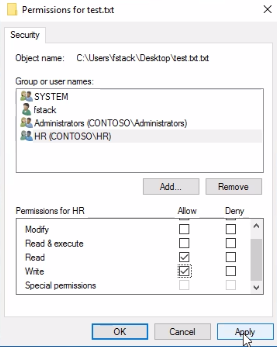 Permissions for test.txt
Security
Object name: C:\Users\fstack\Desktop\test.txt.txt
Group or user names:
SYSTEM
fstack
Administrators (CONTOSO\Administrators)
HR (CONTOSO\HR)
Add... Remove
Permissions for HR Allow Deny
Modify
Read & execute
Read
Write
Special permissions
OK Cancel Apply